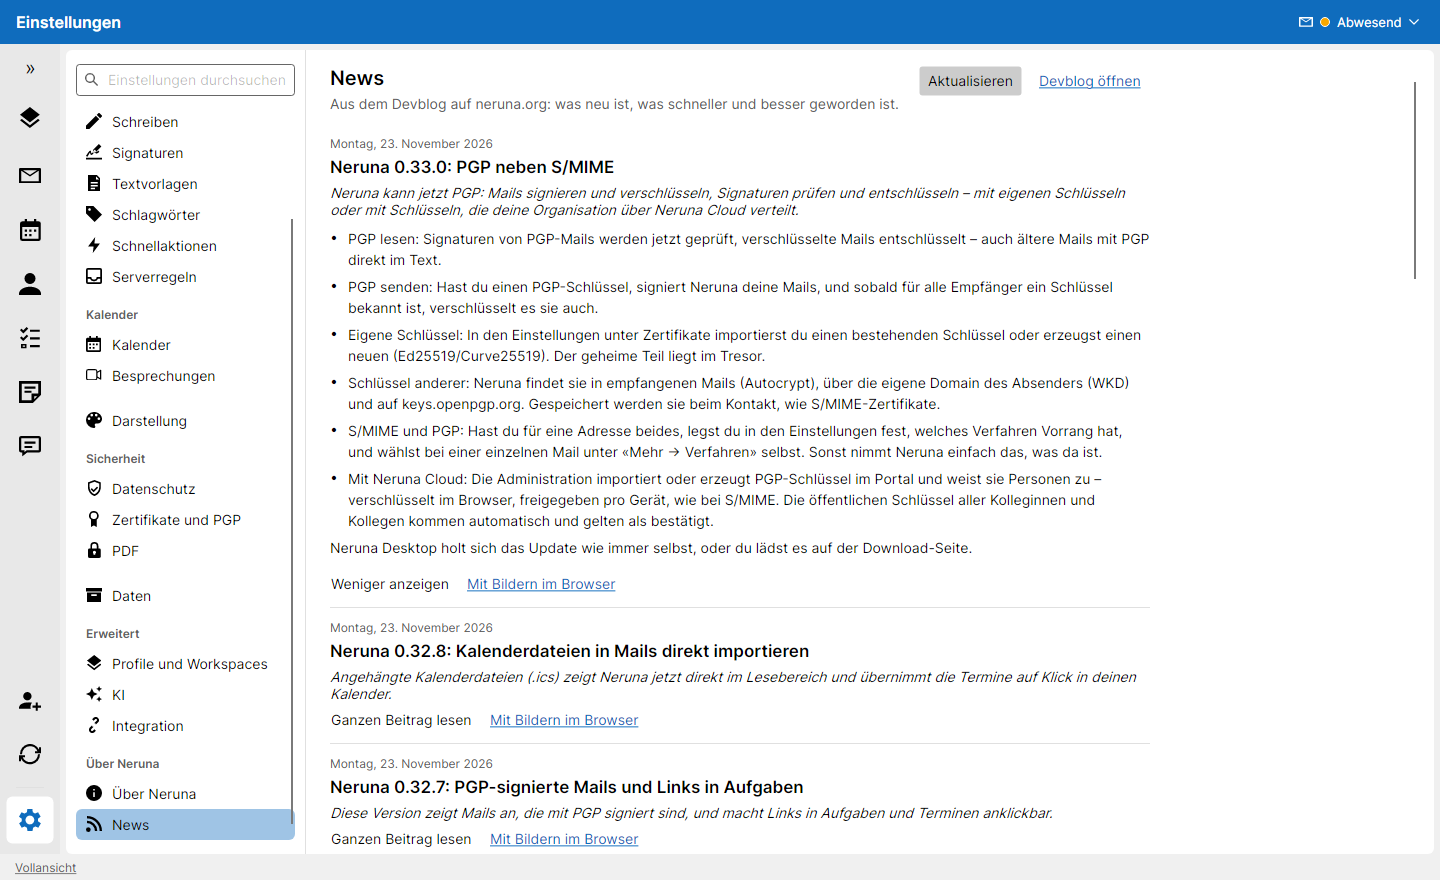 Einstellungen
Abwesend
»
Einstellungen durchsuchen
Schreiben
Signaturen
Textvorlagen
Schlagwörter
Schnellaktionen
Serverregeln
Kalender
Kalender
Besprechungen
Darstellung
Sicherheit
Datenschutz
Zertifikate und PGP
PDF
Daten
Erweitert
Profile und Workspaces
KI
Integration
Über Neruna
Über Neruna
News
News
Aktualisieren
Devblog öffnen
Aus dem Devblog auf neruna.org: was neu ist, was schneller und besser geworden ist.
Montag, 23. November 2026
Neruna 0.33.0: PGP neben S/MIME
Neruna kann jetzt PGP: Mails signieren und verschlüsseln, Signaturen prüfen und entschlüsseln – mit eigenen Schlüsseln
oder mit Schlüsseln, die deine Organisation über Neruna Cloud verteilt.
• PGP lesen: Signaturen von PGP-Mails werden jetzt geprüft, verschlüsselte Mails entschlüsselt – auch ältere Mails mit PGP
direkt im Text.
• PGP senden: Hast du einen PGP-Schlüssel, signiert Neruna deine Mails, und sobald für alle Empfänger ein Schlüssel
bekannt ist, verschlüsselt es sie auch.
• Eigene Schlüssel: In den Einstellungen unter Zertifikate importierst du einen bestehenden Schlüssel oder erzeugst einen
neuen (Ed25519/Curve25519). Der geheime Teil liegt im Tresor.
• Schlüssel anderer: Neruna findet sie in empfangenen Mails (Autocrypt), über die eigene Domain des Absenders (WKD)
und auf keys.openpgp.org. Gespeichert werden sie beim Kontakt, wie S/MIME-Zertifikate.
• S/MIME und PGP: Hast du für eine Adresse beides, legst du in den Einstellungen fest, welches Verfahren Vorrang hat,
und wählst bei einer einzelnen Mail unter «Mehr → Verfahren» selbst. Sonst nimmt Neruna einfach das, was da ist.
• Mit Neruna Cloud: Die Administration importiert oder erzeugt PGP-Schlüssel im Portal und weist sie Personen zu –
verschlüsselt im Browser, freigegeben pro Gerät, wie bei S/MIME. Die öffentlichen Schlüssel aller Kolleginnen und
Kollegen kommen automatisch und gelten als bestätigt.
Neruna Desktop holt sich das Update wie immer selbst, oder du lädst es auf der Download-Seite.
Weniger anzeigen
Mit Bildern im Browser
Montag, 23. November 2026
Neruna 0.32.8: Kalenderdateien in Mails direkt importieren
Angehängte Kalenderdateien (.ics) zeigt Neruna jetzt direkt im Lesebereich und übernimmt die Termine auf Klick in deinen
Kalender.
Ganzen Beitrag lesen
Mit Bildern im Browser
Montag, 23. November 2026
Neruna 0.32.7: PGP-signierte Mails und Links in Aufgaben
Diese Version zeigt Mails an, die mit PGP signiert sind, und macht Links in Aufgaben und Terminen anklickbar.
Ganzen Beitrag lesen
Mit Bildern im Browser
Vollansicht